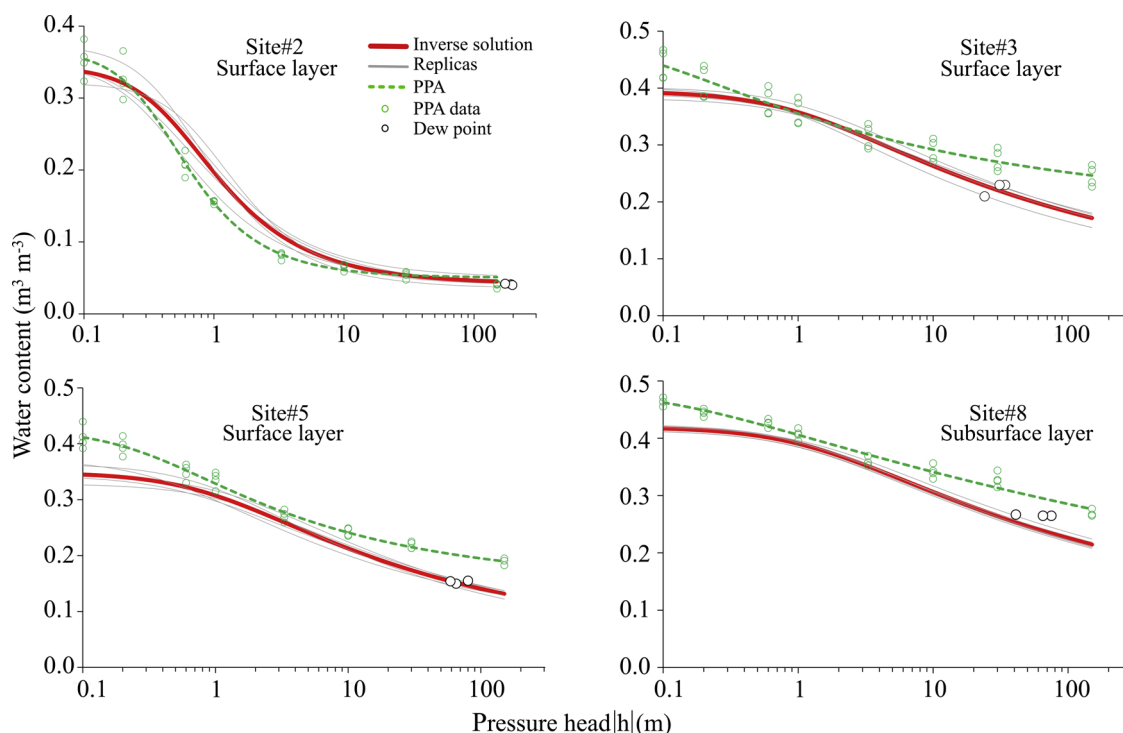 Water content (m³ m⁻³)
0.4
0.3
0.2
0.1
0.0
0.1
1
10
100
Site#2
Surface layer
Inverse solution
Replicas
PPA
PPA data
Dew point
0.5
0.4
0.3
0.2
0.1
0.0
0.1
1
10
100
Site#3
Surface layer
0.5
0.4
0.3
0.2
0.1
0.0
0.1
1
10
100
Site#5
Surface layer
0.5
0.4
0.3
0.2
0.1
0.0
0.1
1
10
100
Site#8
Subsurface layer
Pressure head|h|(m)